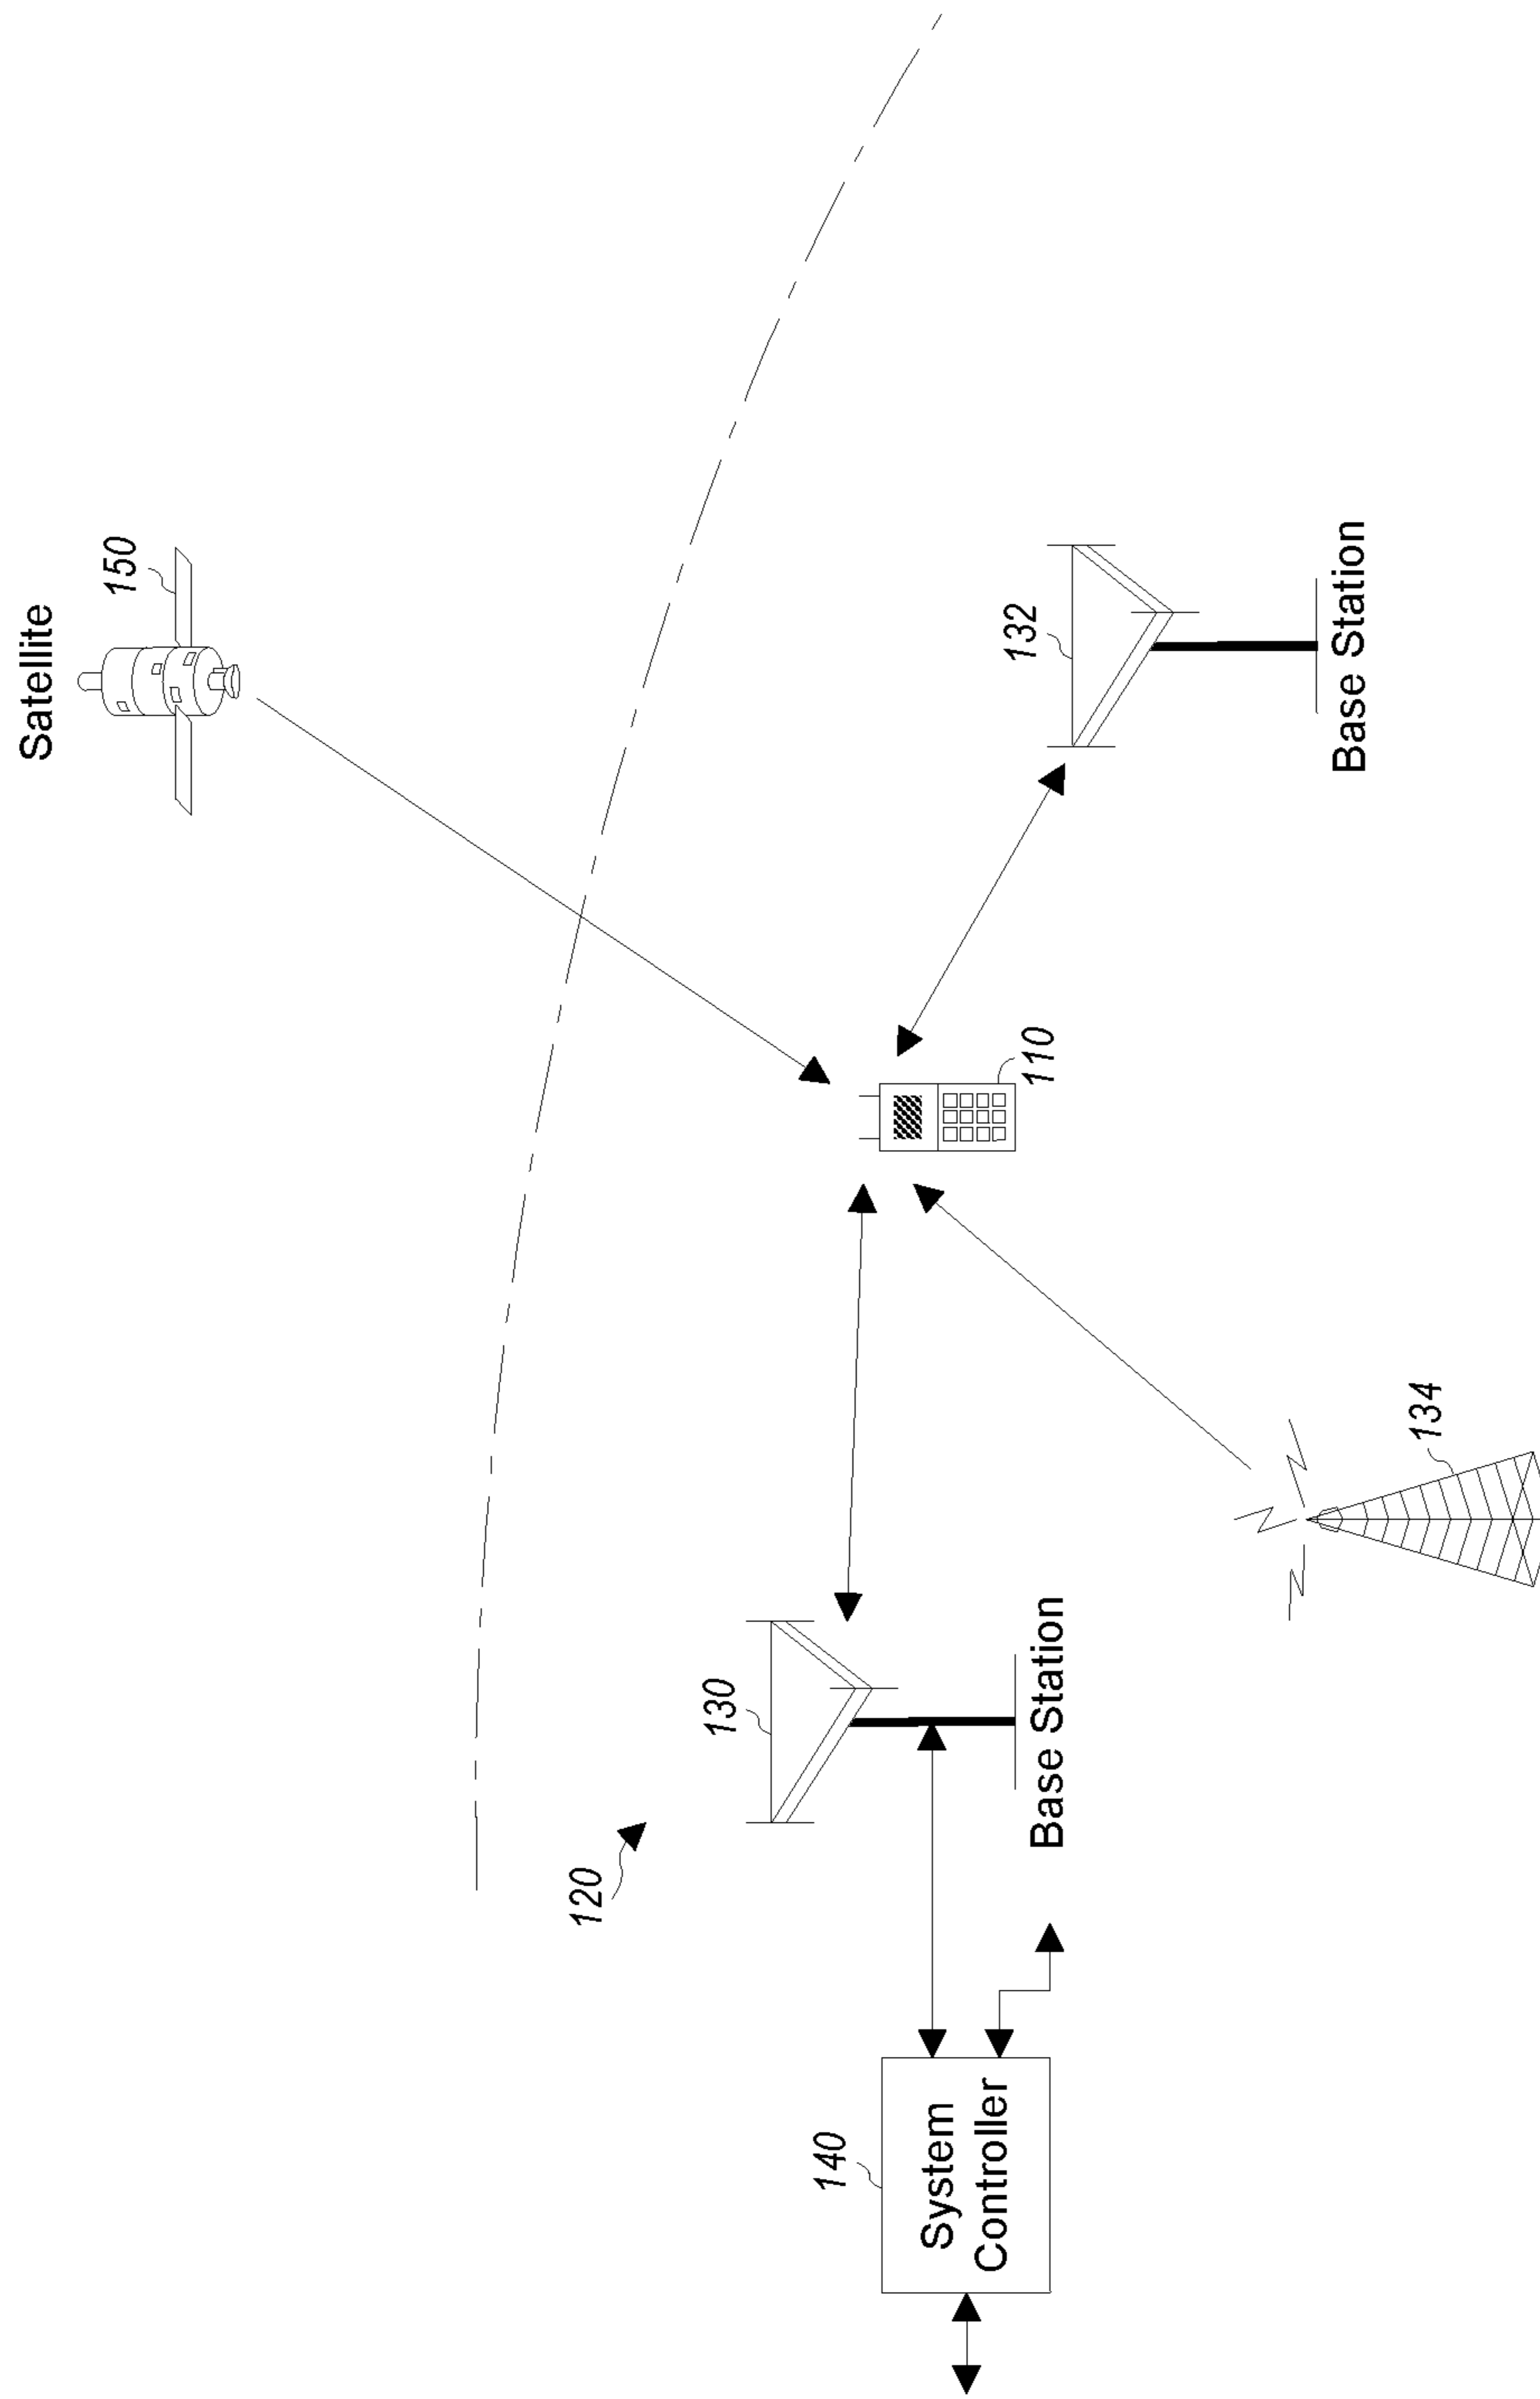 Satellite
150
120
130
132
140
System
Controller
110
Base Station
Base Station
134